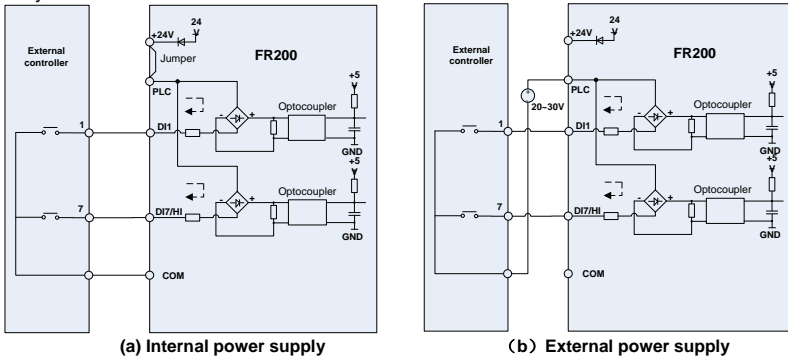 24
+24V
V
External
controller
Jumper
FR200
+5
V
PLC
Optocoupler
1
DI1
-
+
GND
+5
V
Optocoupler
7
DI7/HI
-
+
GND
COM
(a) Internal power supply
24
+24V
V
External
controller
FR200
+5
V
PLC
20~30V
Optocoupler
1
DI1
-
+
GND
+5
V
Optocoupler
7
DI7/HI
-
+
GND
COM
（b）External power supply